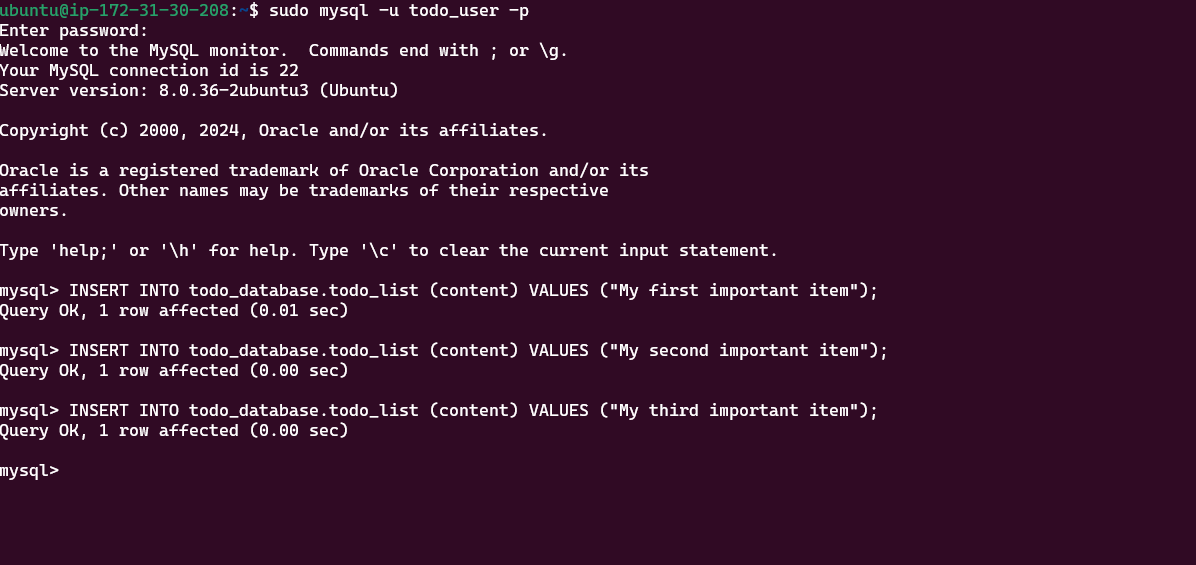 ubuntu@ip-172-31-30-208:~$ sudo mysql -u todo_user -p
Enter password:
Welcome to the MySQL monitor.  Commands end with ; or \g.
Your MySQL connection id is 22
Server version: 8.0.36-2ubuntu3 (Ubuntu)
Copyright (c) 2000, 2024, Oracle and/or its affiliates.
Oracle is a registered trademark of Oracle Corporation and/or its
affiliates. Other names may be trademarks of their respective
owners.
Type 'help;' or '\h' for help. Type '\c' to clear the current input statement.
mysql> INSERT INTO todo_database.todo_list (content) VALUES ("My first important item");
Query OK, 1 row affected (0.01 sec)
mysql> INSERT INTO todo_database.todo_list (content) VALUES ("My second important item");
Query OK, 1 row affected (0.00 sec)
mysql> INSERT INTO todo_database.todo_list (content) VALUES ("My third important item");
Query OK, 1 row affected (0.00 sec)
mysql>